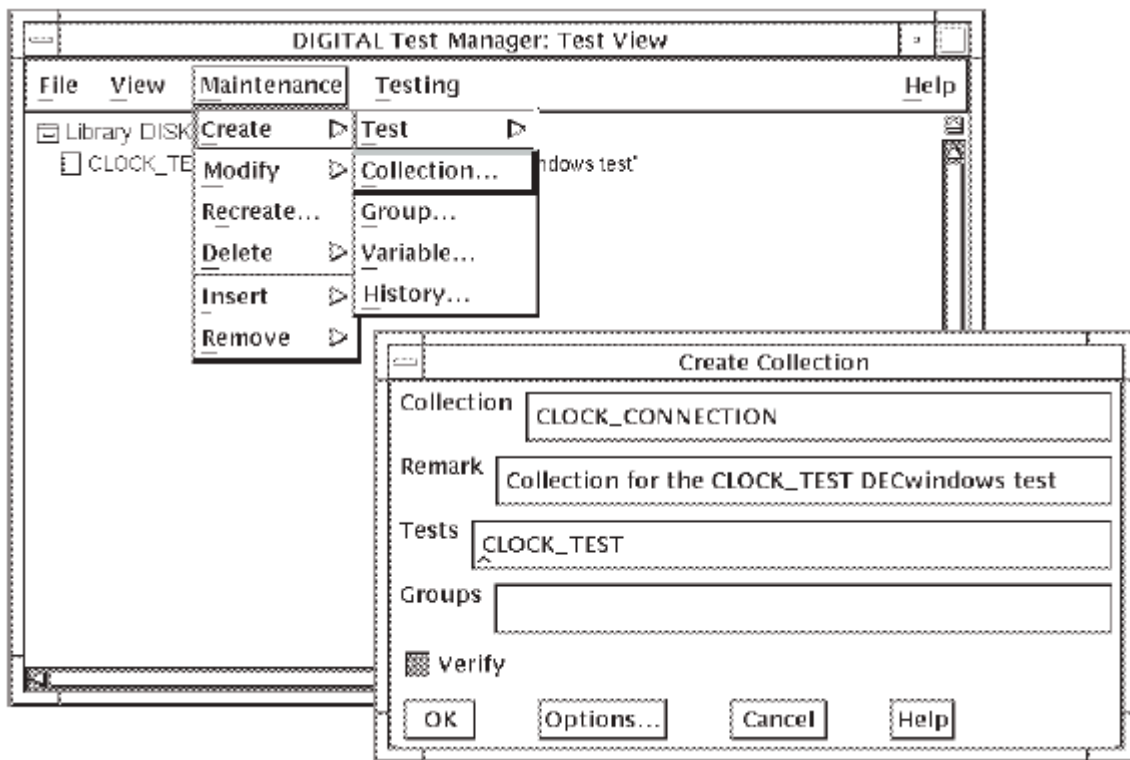 DIGITAL Test Manager: Test View
File View Maintenance Testing Help
Library DISK
CLOCK_TE
ndows test"
Create
Modify
Recreate...
Delete
Insert
Remove
Test
Collection...
Group...
Variable...
History...
Create Collection
Collection CLOCK_CONNECTION
Remark Collection for the CLOCK_TEST DECwindows test
Tests CLOCK_TEST
Groups
Verify
OK Options... Cancel Help